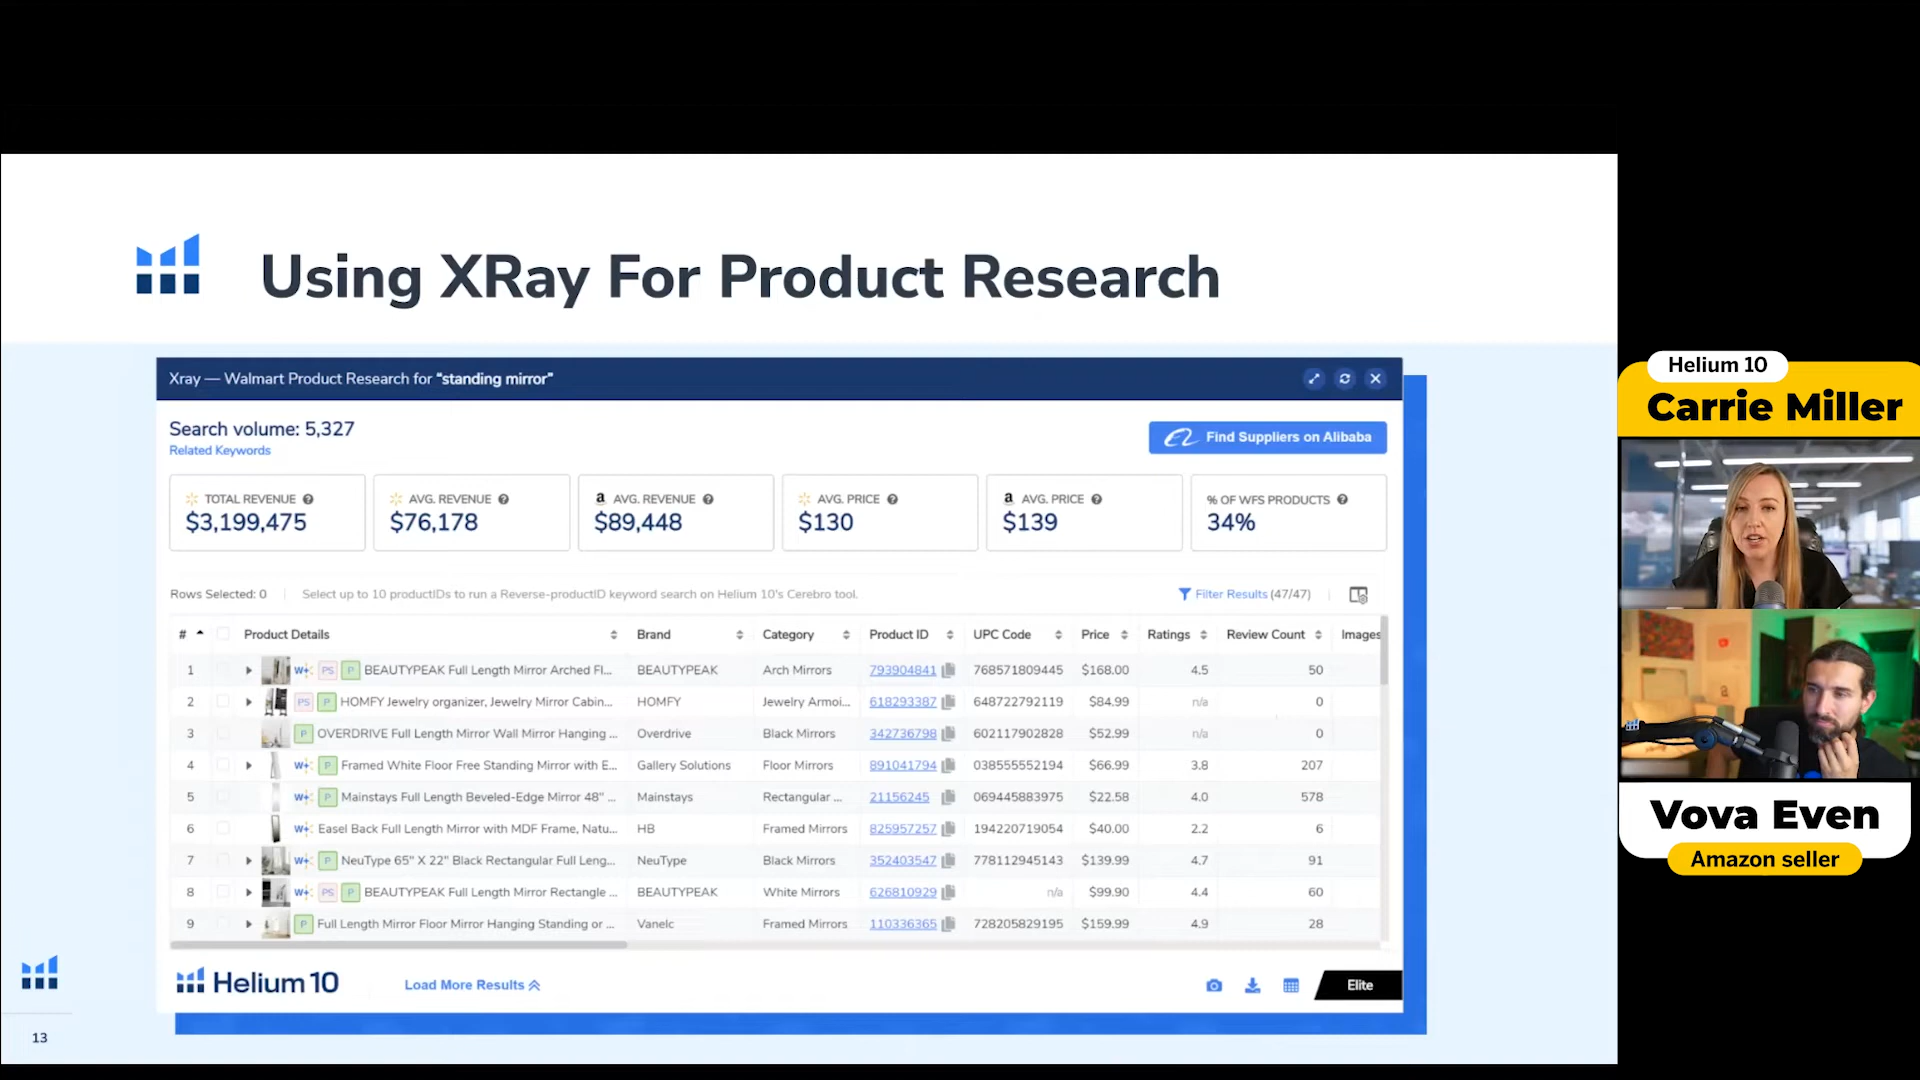 Using XRay For Product Research
Xray — Walmart Product Research for “standing mirror”
Search volume: 5,327
Related Keywords
Find Suppliers on Alibaba
TOTAL REVENUE
$3,199,475
AVG. REVENUE
$76,178
a AVG. REVENUE
$89,448
AVG. PRICE
$130
a AVG. PRICE
$139
% OF WFS PRODUCTS
34%
Rows Selected: 0
Select up to 10 productIDs to run a Reverse-productID keyword search on Helium 10's Cerebro tool.
Filter Results (47/47)
# Product Details Brand Category Product ID UPC Code Price Ratings Review Count Images
1 W+ PS P BEAUTYPEAK Full Length Mirror Arched Fl... BEAUTYPEAK Arch Mirrors 793904841 768571809445 $168.00 4.5 50
2 PS P HOMFY Jewelry organizer, Jewelry Mirror Cabin... HOMFY Jewelry Armoi... 618293387 648722792119 $84.99 n/a 0
3 P OVERDRIVE Full Length Mirror Wall Mirror Hanging ... Overdrive Black Mirrors 342736798 602117902828 $52.99 n/a 0
4 W+ P Framed White Floor Free Standing Mirror with E... Gallery Solutions Floor Mirrors 891041794 038555552194 $66.99 3.8 207
5 W+ P Mainstays Full Length Beveled-Edge Mirror 48" ... Mainstays Rectangular ... 21156245 069445883975 $22.58 4.0 578
6 W+ Easel Back Full Length Mirror with MDF Frame, Natu... HB Framed Mirrors 825957257 194220719054 $40.00 2.2 6
7 W+ P NeuType 65" X 22" Black Rectangular Full Leng... NeuType Black Mirrors 352403547 778112945143 $139.99 4.7 91
8 W+ PS P BEAUTYPEAK Full Length Mirror Rectangle ... BEAUTYPEAK White Mirrors 626810929 n/a $99.90 4.4 60
9 P Full Length Mirror Floor Mirror Hanging Standing or ... Vanelc Framed Mirrors 110336365 728205829195 $159.99 4.9 28
Helium 10
Load More Results
Elite
13
Helium 10
Carrie Miller
Vova Even
Amazon seller